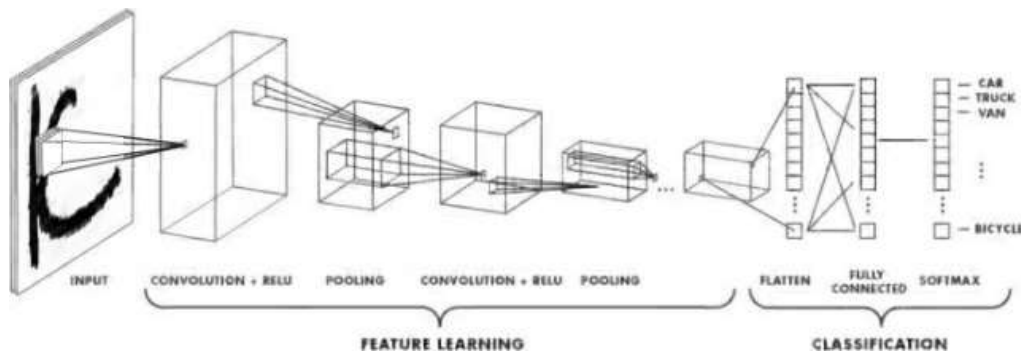 CAR
TRUCK
VAN
BICYCLE
INPUT
CONVOLUTION + RELU
POOLING
CONVOLUTION + RELU
POOLING
FLATTEN
FULLY
CONNECTED
SOFTMAX
FEATURE LEARNING
CLASSIFICATION